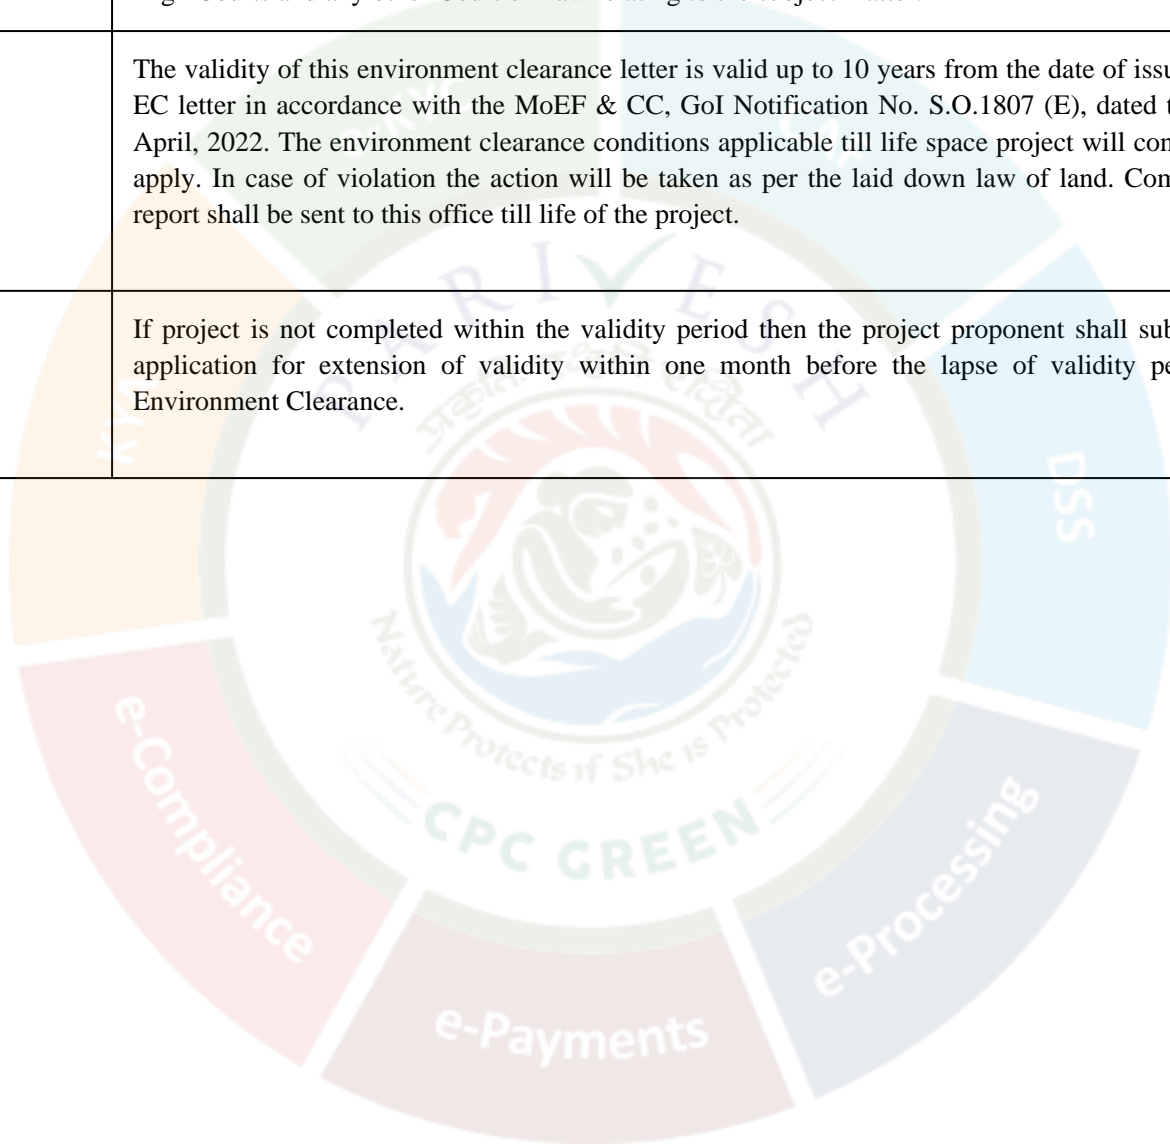 The validity of this environment clearance letter is valid up to 10 years from the date of issu
EC letter in accordance with the MoEF & CC, GoI Notification No. S.O.1807 (E), dated t
April, 2022. The environment clearance conditions applicable till life space project will con
apply. In case of violation the action will be taken as per the laid down law of land. Com
report shall be sent to this office till life of the project.
If project is not completed within the validity period then the project proponent shall sub
application for extension of validity within one month before the lapse of validity pe
Environment Clearance.
PARIVESH
प्रकृतिः रक्षति रक्षिता
Nature Protects if She is Protected
CPC GREEN
DSS
e-Compliance
e-Processing
e-Payments